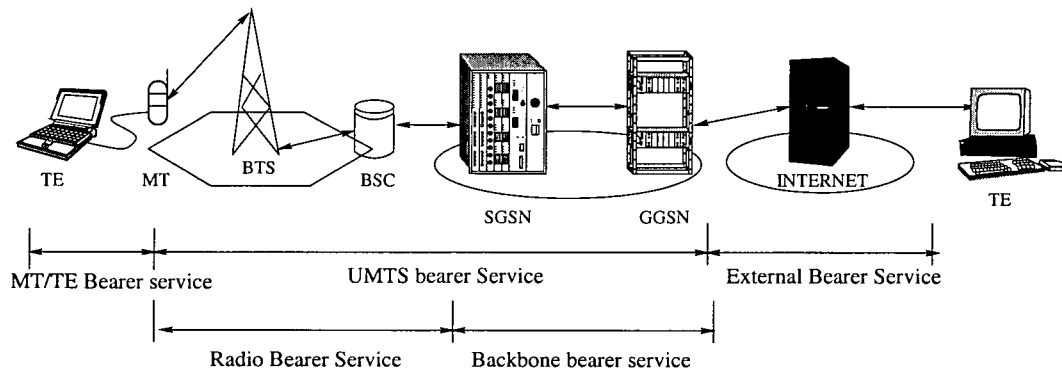 TE
MT
BTS
BSC
SGSN
GGSN
INTERNET
TE
MT/TE Bearer service
UMTS bearer Service
External Bearer Service
Radio Bearer Service
Backbone bearer service